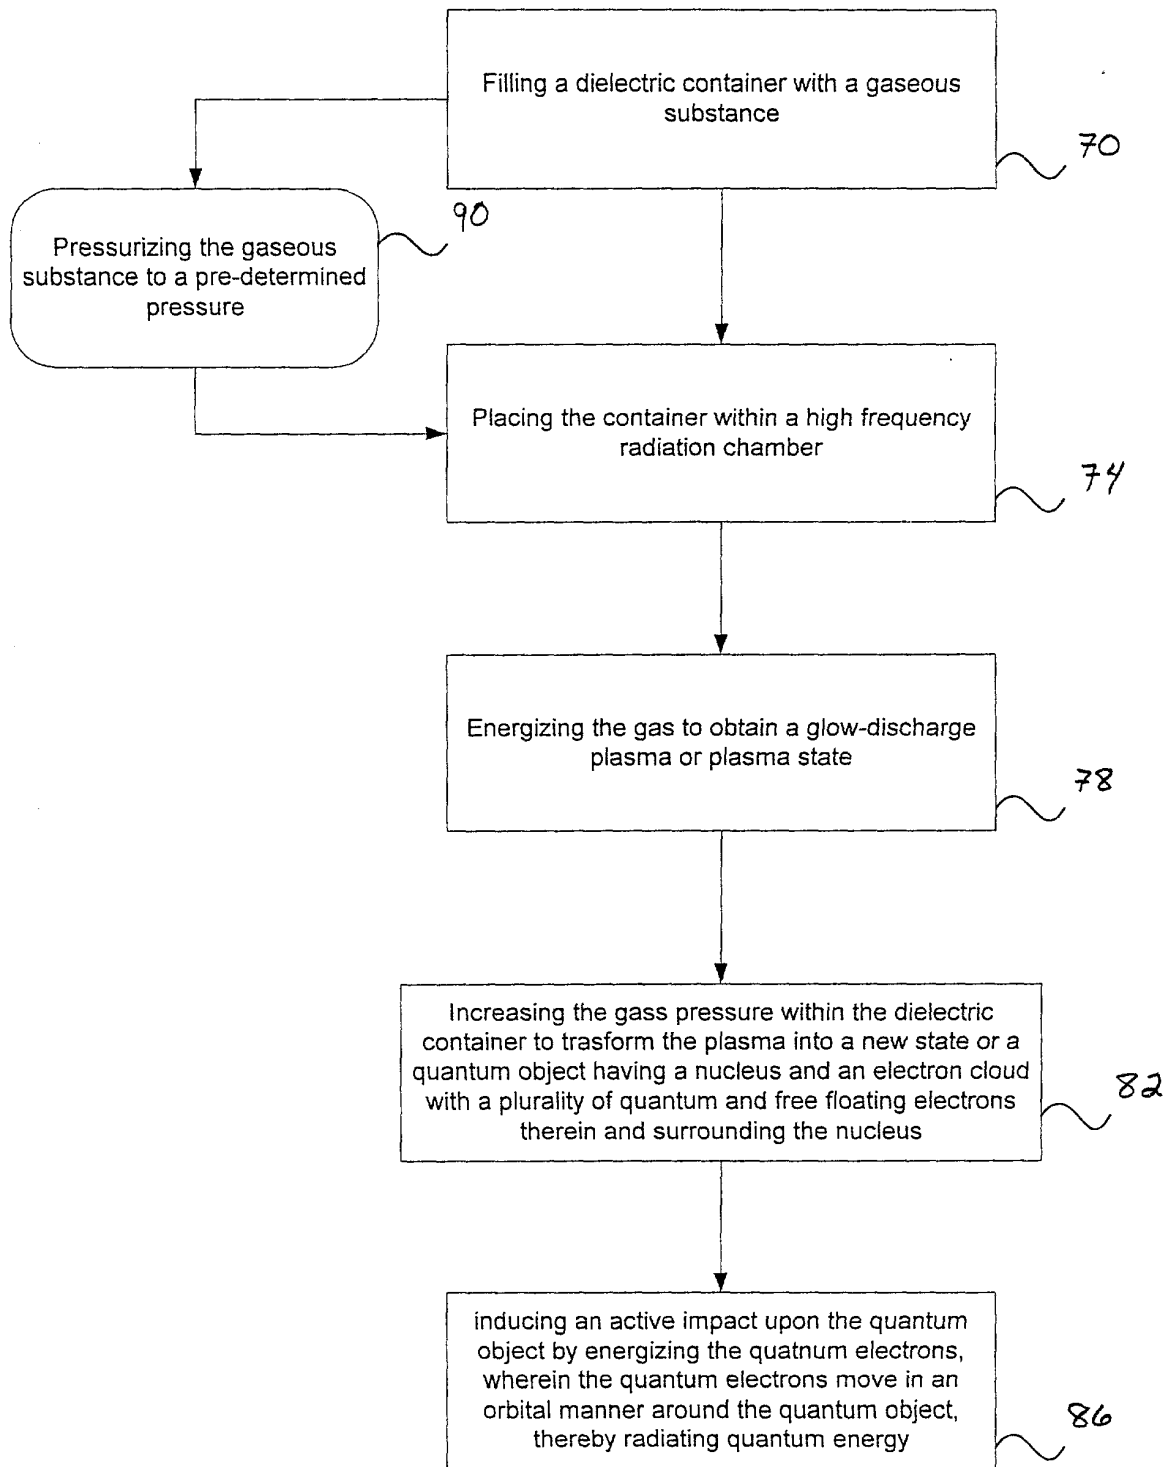 Filling a dielectric container with a gaseous
substance
70
90
Pressurizing the gaseous
substance to a pre-determined
pressure
Placing the container within a high frequency
radiation chamber
74
Energizing the gas to obtain a glow-discharge
plasma or plasma state
78
Increasing the gass pressure within the dielectric
container to trasform the plasma into a new state or a
quantum object having a nucleus and an electron cloud
with a plurality of quantum and free floating electrons
therein and surrounding the nucleus
82
inducing an active impact upon the quantum
object by energizing the quatnum electrons,
wherein the quantum electrons move in an
orbital manner around the quantum object,
thereby radiating quantum energy
86